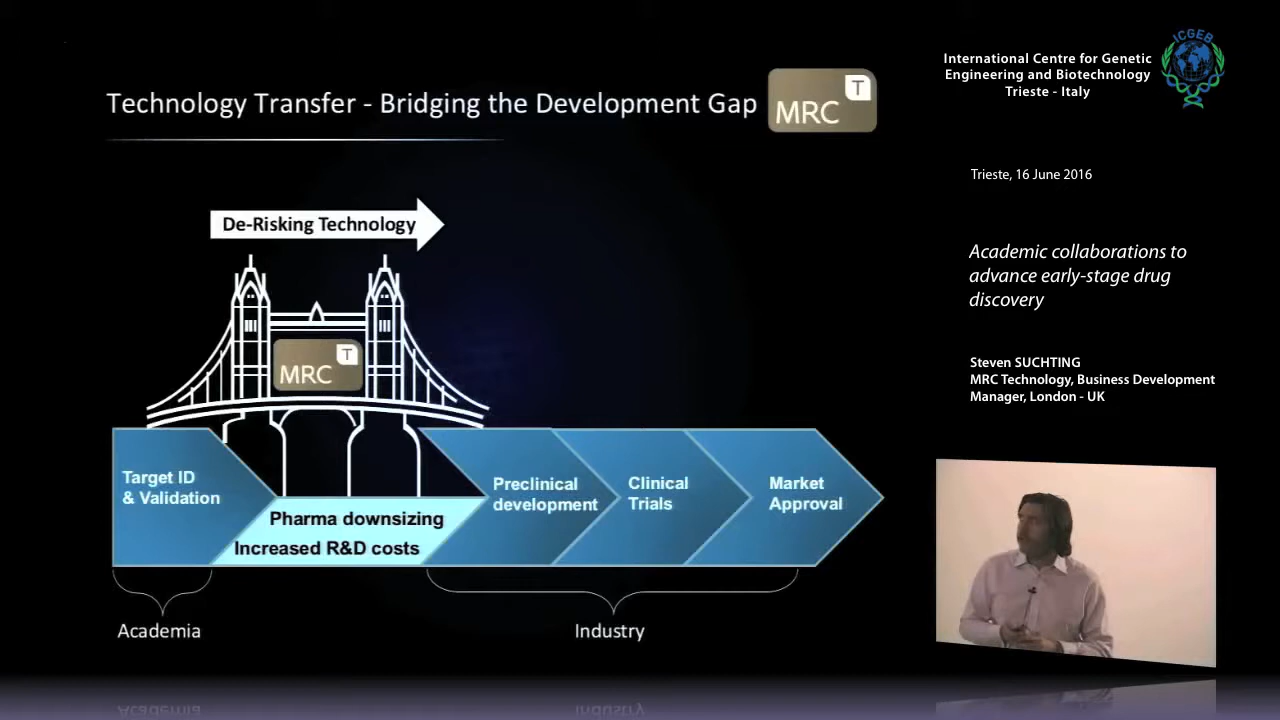 Technology Transfer - Bridging the Development Gap
MRC
T
De-Risking Technology
MRC
T
Target ID
& Validation
Pharma downsizing
Increased R&D costs
Preclinical
development
Clinical
Trials
Market
Approval
Academia
Industry
ICGEB
International Centre for Genetic
Engineering and Biotechnology
Trieste - Italy
Trieste, 16 June 2016
Academic collaborations to
advance early-stage drug
discovery
Steven SUCHTING
MRC Technology, Business Development
Manager, London - UK